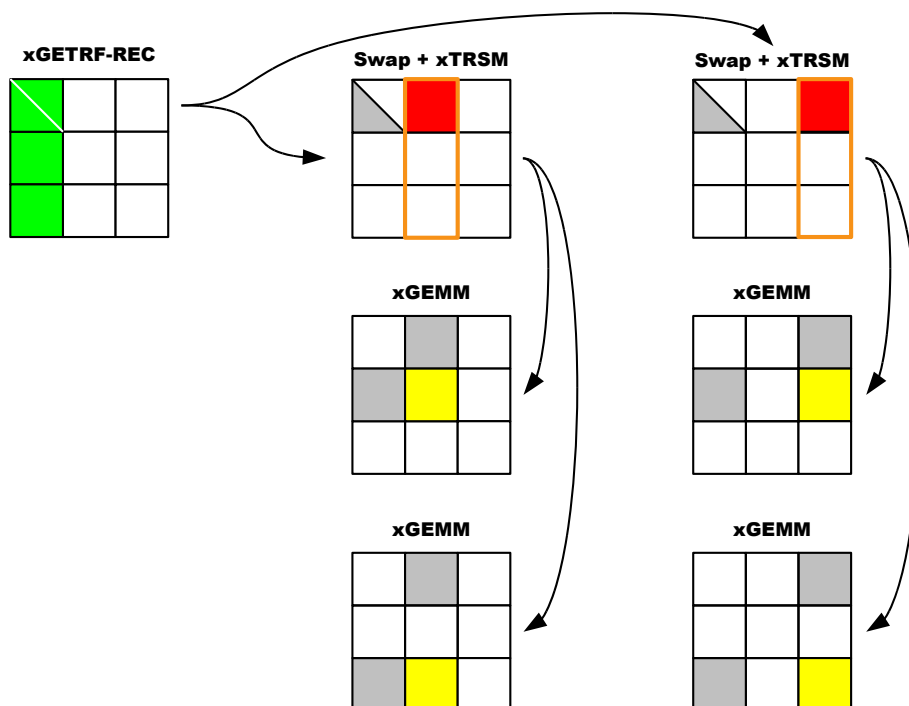 xGETRF-REC
Swap + xTRSM
Swap + xTRSM
xGEMM
xGEMM
xGEMM
xGEMM